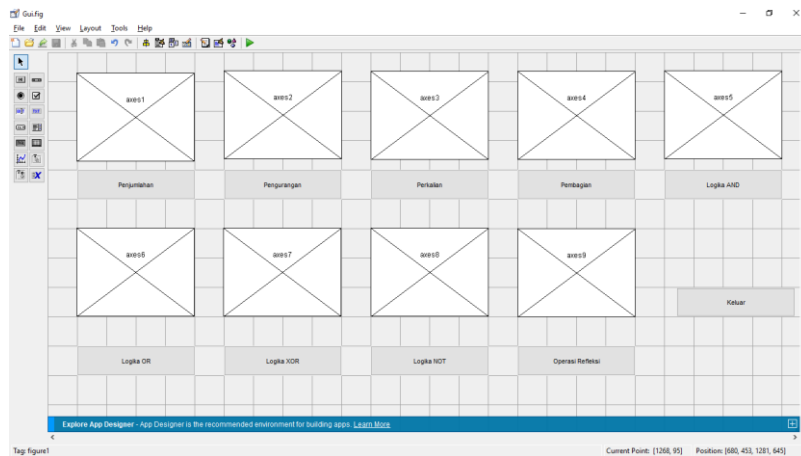 Gui.fig
File Edit View Layout Tools Help
axes1 axes2 axes3 axes4 axes5
Penjumlahan Pengurangan Perkalian Pembagian Logika AND
axes6 axes7 axes8 axes9
Keluar
Logika OR Logika XOR Logika NOT Operasi Refleksi
Explore App Designer - App Designer is the recommended environment for building apps. Learn More
Tag: figure1 Current Point: [1268, 95] Position: [680, 453, 1281, 645]